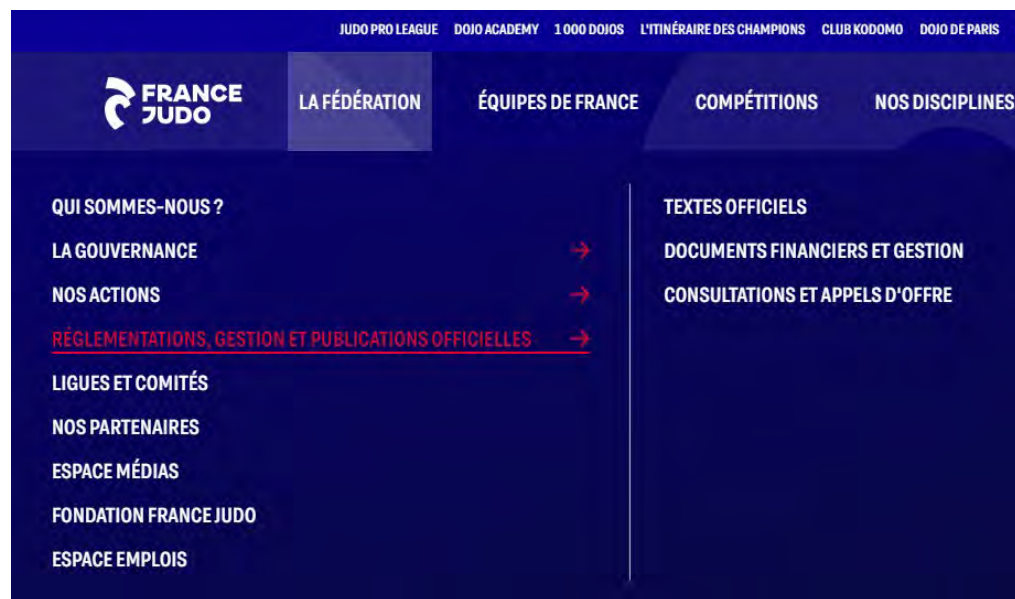 JUDO PRO LEAGUE DOJO ACADEMY 1 000 DOJOS L'ITINÉRAIRE DES CHAMPIONS CLUB KODOMO DOJO DE PARIS
FRANCE
JUDO
LA FÉDÉRATION ÉQUIPES DE FRANCE COMPÉTITIONS NOS DISCIPLINES
QUI SOMMES-NOUS ?
LA GOUVERNANCE
NOS ACTIONS
RÉGLEMENTATIONS, GESTION ET PUBLICATIONS OFFICIELLES
LIGUES ET COMITÉS
NOS PARTENAIRES
ESPACE MÉDIAS
FONDATION FRANCE JUDO
ESPACE EMPLOIS
TEXTES OFFICIELS
DOCUMENTS FINANCIERS ET GESTION
CONSULTATIONS ET APPELS D'OFFRE